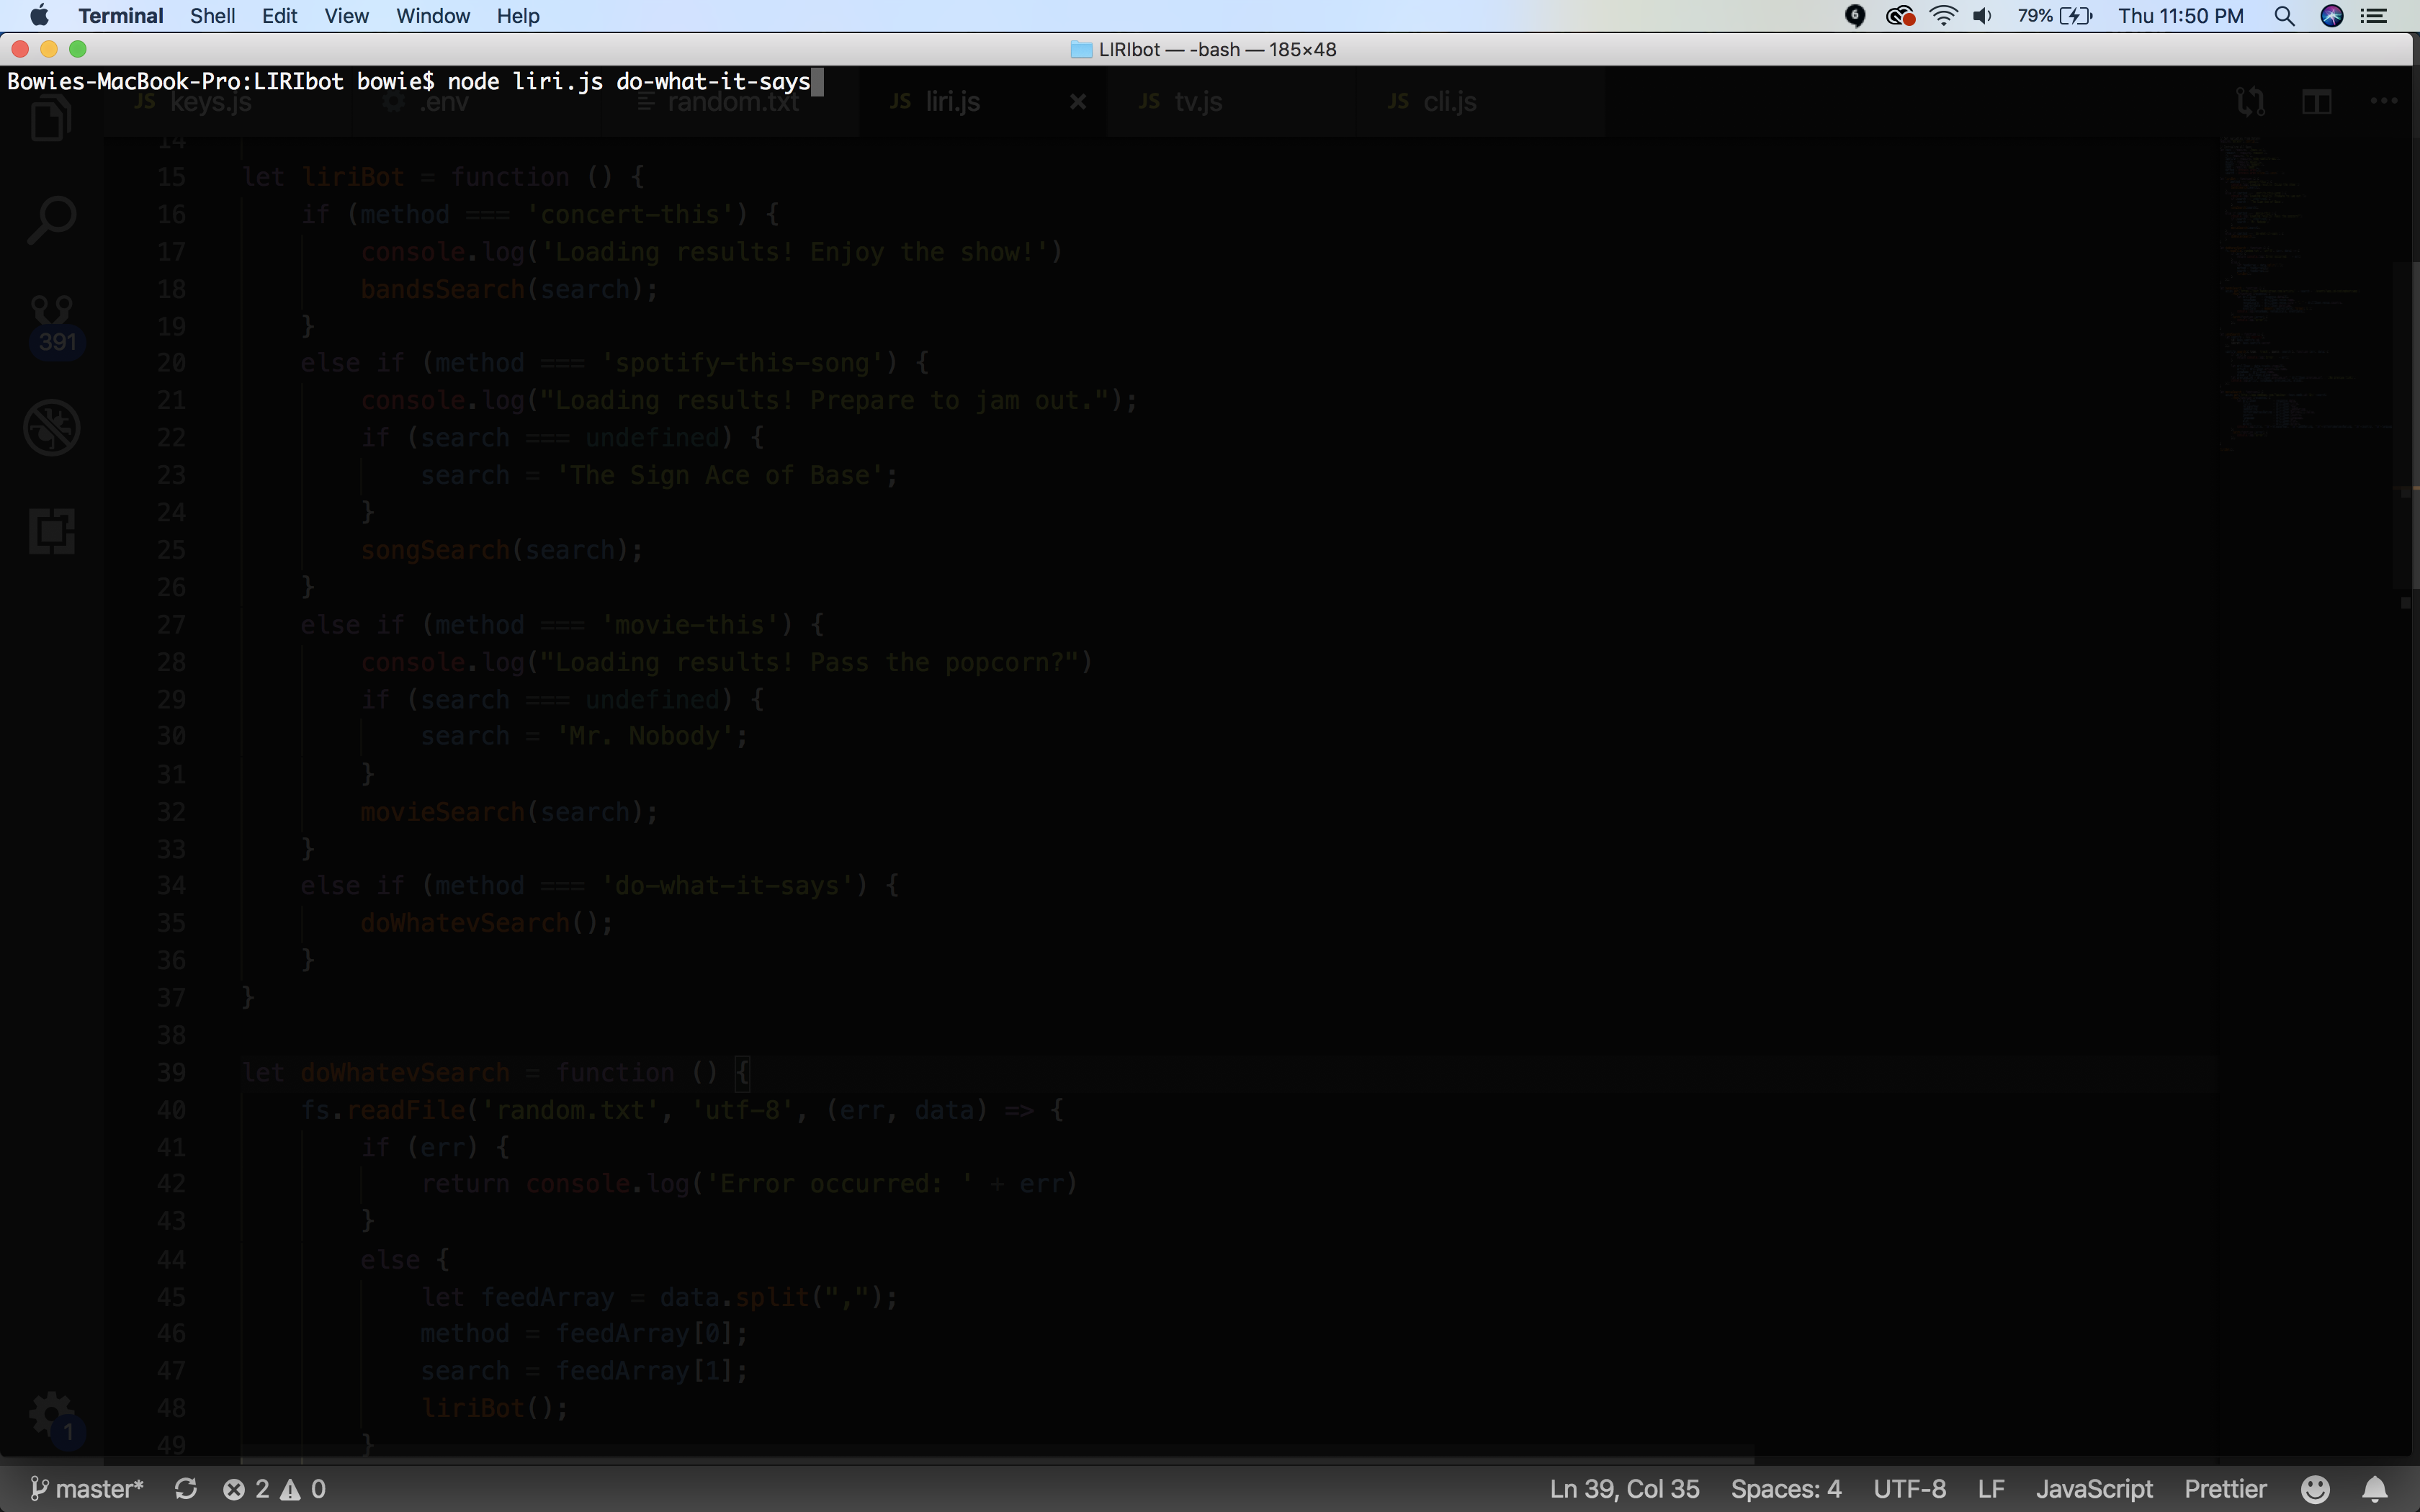 Terminal Shell Edit View Window Help 6 79% Thu 11:50 PM
LIRIbot — -bash — 185×48
Bowies-MacBook-Pro:LIRIbot bowie$ node liri.js do-what-it-says
JS keys.js .env random.txt JS liri.js × JS tv.js JS cli.js
14
15 let liriBot = function () {
16 if (method === 'concert-this') {
17 console.log('Loading results! Enjoy the show!')
18 bandsSearch(search);
19 }
20 else if (method === 'spotify-this-song') {
21 console.log("Loading results! Prepare to jam out.");
22 if (search === undefined) {
23 search = 'The Sign Ace of Base';
24 }
25 songSearch(search);
26 }
27 else if (method === 'movie-this') {
28 console.log("Loading results! Pass the popcorn?")
29 if (search === undefined) {
30 search = 'Mr. Nobody';
31 }
32 movieSearch(search);
33 }
34 else if (method === 'do-what-it-says') {
35 doWhatevSearch();
36 }
37 }
38
39 let doWhatevSearch = function () {
40 fs.readFile('random.txt', 'utf-8', (err, data) => {
41 if (err) {
42 return console.log('Error occurred: ' + err)
43 }
44 else {
45 let feedArray = data.split(",");
46 method = feedArray[0];
47 search = feedArray[1];
48 liriBot();
49 }
391
1
master* 2 0 Ln 39, Col 35 Spaces: 4 UTF-8 LF JavaScript Prettier